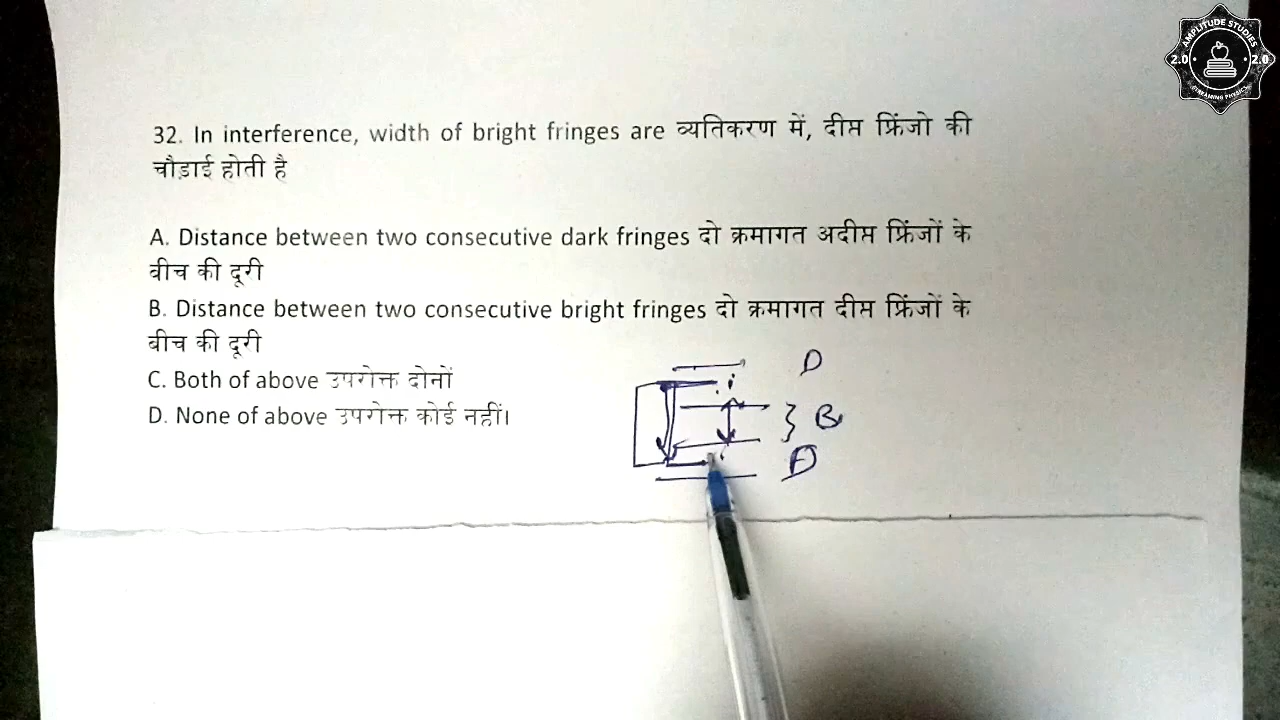 AMPLITUDE STUDIES
2.0 2.0
STREAMING PHYSICS
32. In interference, width of bright fringes are व्यतिकरण में, दीप्त फ्रिंजो की
चौड़ाई होती है
A. Distance between two consecutive dark fringes दो क्रमागत अदीप्त फ्रिंजों के
बीच की दूरी
B. Distance between two consecutive bright fringes दो क्रमागत दीप्त फ्रिंजों के
बीच की दूरी
C. Both of above उपरोक्त दोनों
D. None of above उपरोक्त कोई नहीं।
D
B
D